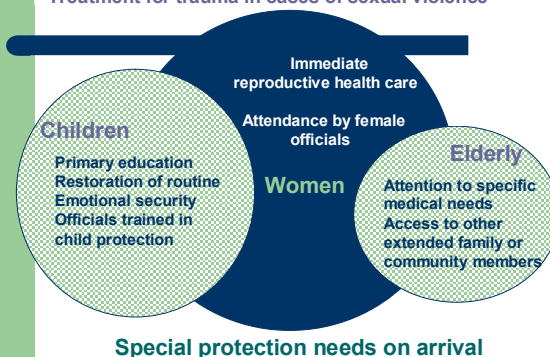 Treatment for trauma in cases of sexual violence
Immediate
reproductive health care
Attendance by female
officials
Women
Children
Primary education
Restoration of routine
Emotional security
Officials trained in
child protection
Elderly
Attention to specific
medical needs
Access to other
extended family or
community members
Special protection needs on arrival